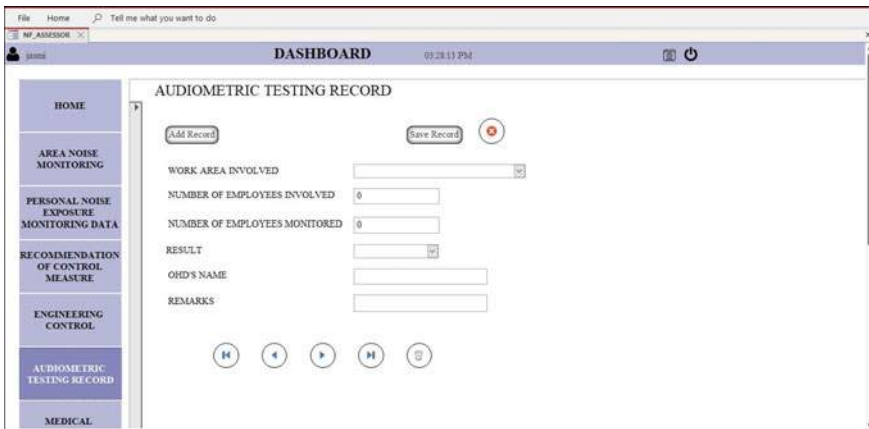 File Home Tell me what you want to do
NF_ASSESSOR
DASHBOARD 03:28:13 PM
HOME
AREA NOISE
MONITORING
PERSONAL NOISE
EXPOSURE
MONITORING DATA
RECOMMENDATION
OF CONTROL
MEASURE
ENGINEERING
CONTROL
AUDIOMETRIC
TESTING RECORD
MEDICAL
AUDIOMETRIC TESTING RECORD
Add Record Save Record
WORK AREA INVOLVED
NUMBER OF EMPLOYEES INVOLVED 0
NUMBER OF EMPLOYEES MONITORED 0
RESULT
OHD'S NAME
REMARKS